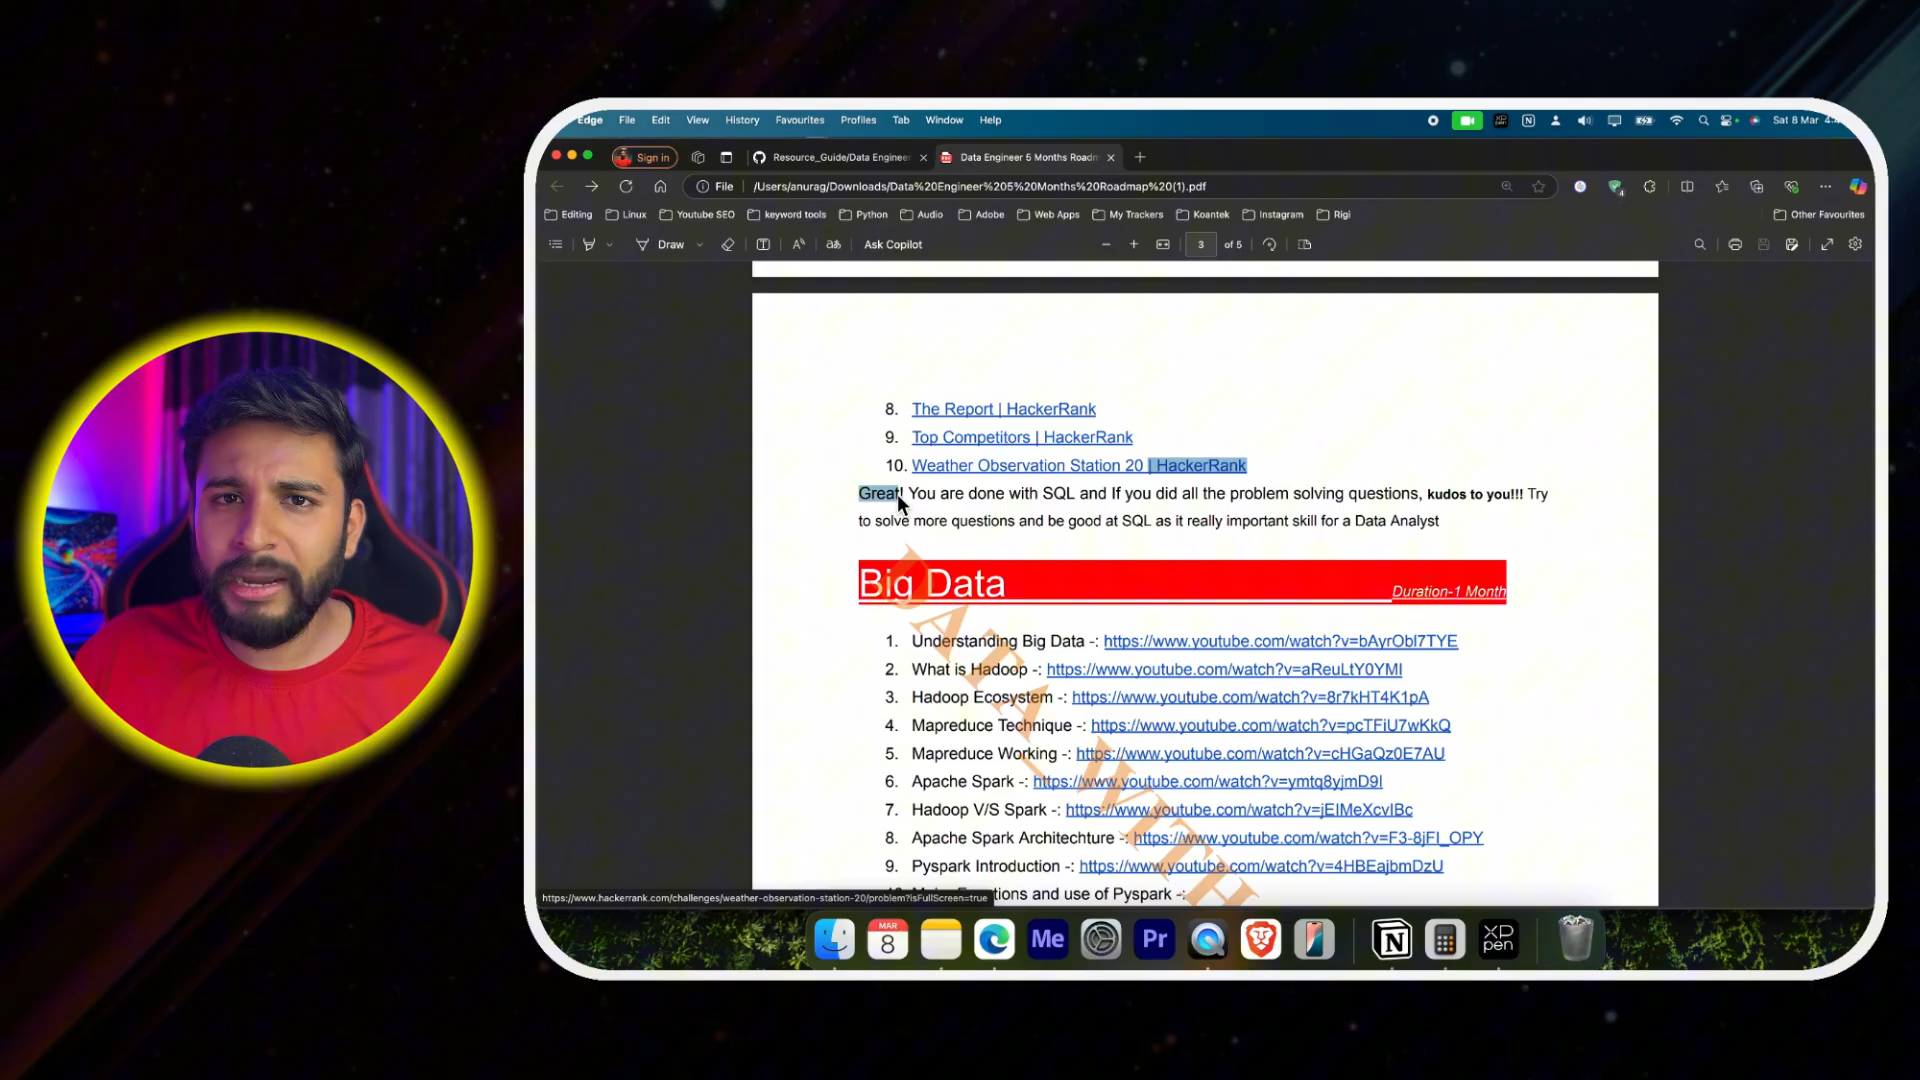 Edge File Edit View History Favourites Profiles Tab Window Help
Sat 8 Mar
Sign in
Resource_Guide/Data Engineer
Data Engineer 5 Months Roadm
File /Users/anurag/Downloads/Data%20Engineer%205%20Months%20Roadmap%20(1).pdf
4
Editing Linux Youtube SEO keyword tools Python Audio Adobe Web Apps My Trackers Koantek Instagram Rigi Other Favourites
Draw Ask Copilot 3 of 5
8. The Report | HackerRank
9. Top Competitors | HackerRank
10. Weather Observation Station 20 | HackerRank
Great! You are done with SQL and If you did all the problem solving questions, kudos to you!!! Try
to solve more questions and be good at SQL as it really important skill for a Data Analyst
Big Data Duration-1 Month
1. Understanding Big Data -: https://www.youtube.com/watch?v=bAyrObl7TYE
2. What is Hadoop -: https://www.youtube.com/watch?v=aReuLtY0YMI
3. Hadoop Ecosystem -: https://www.youtube.com/watch?v=8r7kHT4K1pA
4. Mapreduce Technique -: https://www.youtube.com/watch?v=pcTFiU7wKkQ
5. Mapreduce Working -: https://www.youtube.com/watch?v=cHGaQz0E7AU
6. Apache Spark -: https://www.youtube.com/watch?v=ymtq8yjmD9I
7. Hadoop V/S Spark -: https://www.youtube.com/watch?v=jEIMeXcvIBc
8. Apache Spark Architechture -: https://www.youtube.com/watch?v=F3-8jFI_OPY
9. Pyspark Introduction -: https://www.youtube.com/watch?v=4HBEajbmDzU
and use of Pyspark -:
DATA_WITH
https://www.hackerrank.com/challenges/weather-observation-station-20/problem?isFullScreen=true
MAR
8
Me
Pr
N
XP
pen